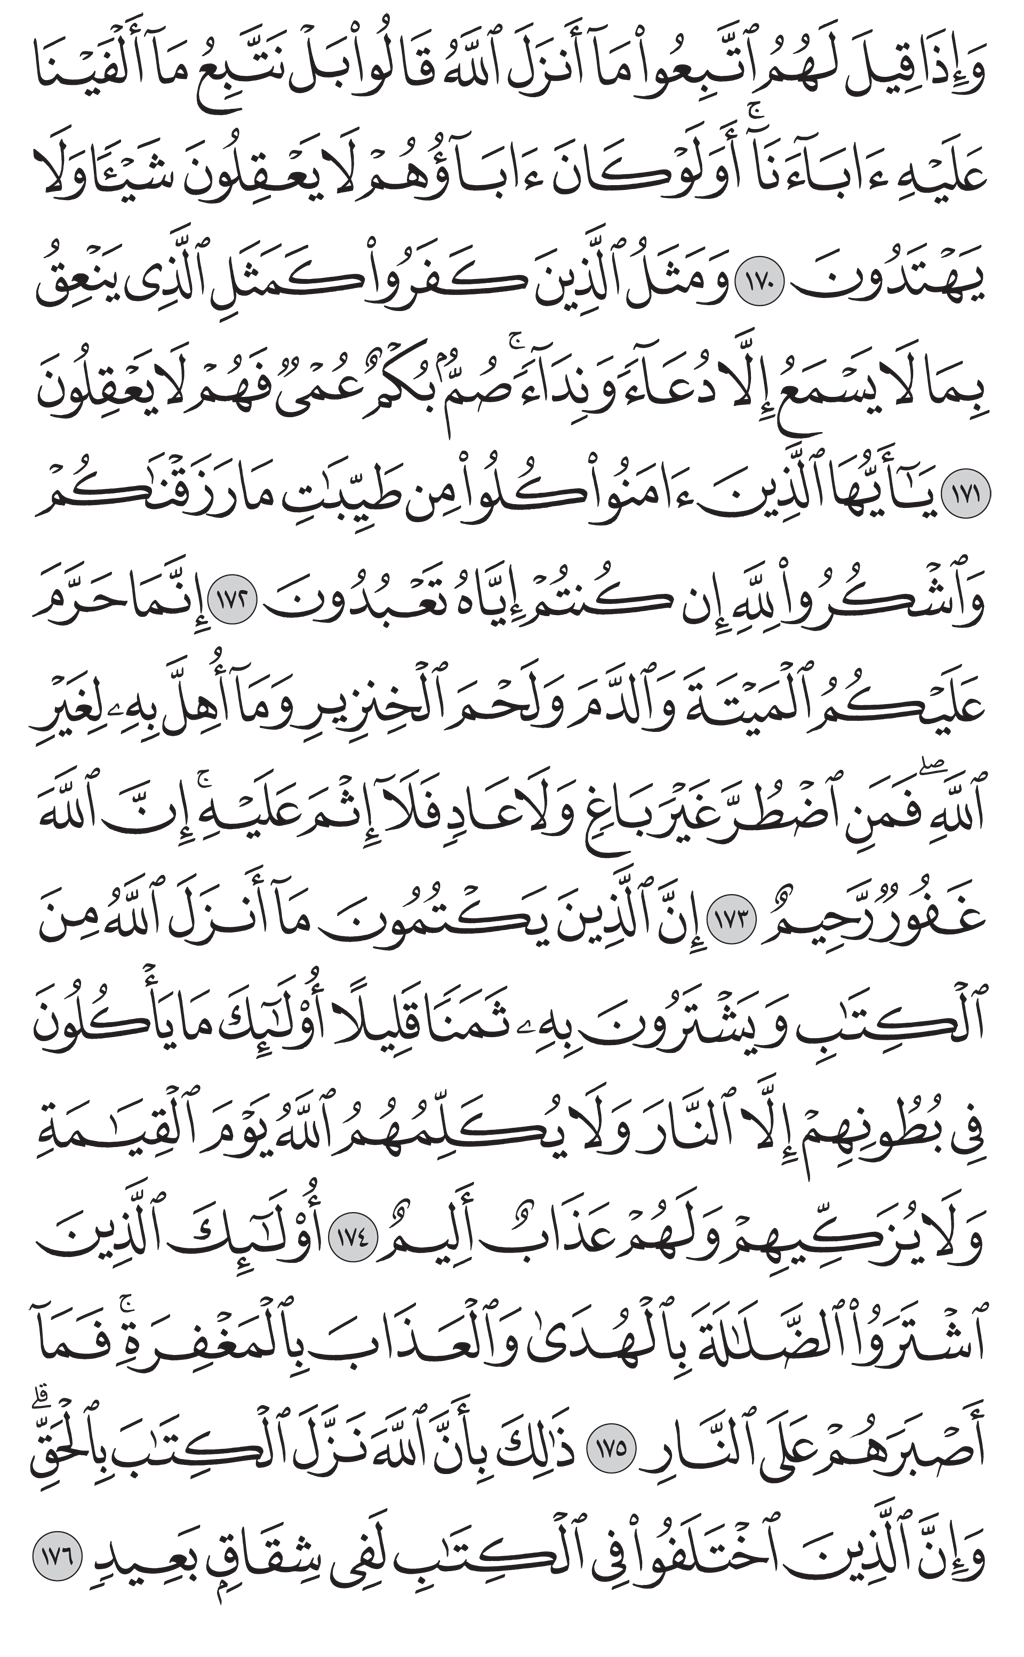 وَإِذَا قِيلَ لَهُمُ ٱتَّبِعُوا۟ مَآ أَنزَلَ ٱللَّهُ قَالُوا۟ بَلْ نَتَّبِعُ مَآ أَلْفَيْنَا
عَلَيْهِ ءَابَآءَنَآ ۚ أَوَلَوْ كَانَ ءَابَآؤُهُمْ لَا يَعْقِلُونَ شَيْـًٔا وَلَا
يَهْتَدُونَ ١٧٠ وَمَثَلُ ٱلَّذِينَ كَفَرُوا۟ كَمَثَلِ ٱلَّذِى يَنْعِقُ
بِمَا لَا يَسْمَعُ إِلَّا دُعَآءً وَنِدَآءً ۚ صُمٌّۢ بُكْمٌ عُمْىٌ فَهُمْ لَا يَعْقِلُونَ
١٧١ يَـٰٓأَيُّهَا ٱلَّذِينَ ءَامَنُوا۟ كُلُوا۟ مِن طَيِّبَـٰتِ مَا رَزَقْنَـٰكُمْ
وَٱشْكُرُوا۟ لِلَّهِ إِن كُنتُمْ إِيَّاهُ تَعْبُدُونَ ١٧٢ إِنَّمَا حَرَّمَ
عَلَيْكُمُ ٱلْمَيْتَةَ وَٱلدَّمَ وَلَحْمَ ٱلْخِنزِيرِ وَمَآ أُهِلَّ بِهِۦ لِغَيْرِ
ٱللَّهِ ۖ فَمَنِ ٱضْطُرَّ غَيْرَ بَاغٍ وَلَا عَادٍ فَلَآ إِثْمَ عَلَيْهِ ۚ إِنَّ ٱللَّهَ
غَفُورٌ رَّحِيمٌ ١٧٣ إِنَّ ٱلَّذِينَ يَكْتُمُونَ مَآ أَنزَلَ ٱللَّهُ مِنَ
ٱلْكِتَـٰبِ وَيَشْتَرُونَ بِهِۦ ثَمَنًا قَلِيلًا أُو۟لَـٰٓئِكَ مَا يَأْكُلُونَ
فِى بُطُونِهِمْ إِلَّا ٱلنَّارَ وَلَا يُكَلِّمُهُمُ ٱللَّهُ يَوْمَ ٱلْقِيَـٰمَةِ
وَلَا يُزَكِّيهِمْ وَلَهُمْ عَذَابٌ أَلِيمٌ ١٧٤ أُو۟لَـٰٓئِكَ ٱلَّذِينَ
ٱشْتَرَوُا۟ ٱلضَّلَـٰلَةَ بِٱلْهُدَىٰ وَٱلْعَذَابَ بِٱلْمَغْفِرَةِ ۚ فَمَآ
أَصْبَرَهُمْ عَلَى ٱلنَّارِ ١٧٥ ذَٰلِكَ بِأَنَّ ٱللَّهَ نَزَّلَ ٱلْكِتَـٰبَ بِٱلْحَقِّ ۗ
وَإِنَّ ٱلَّذِينَ ٱخْتَلَفُوا۟ فِى ٱلْكِتَـٰبِ لَفِى شِقَاقٍۭ بَعِيدٍ ١٧٦